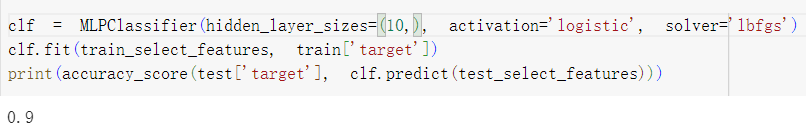 clf = MLPClassifier(hidden_layer_sizes=(10,), activation='logistic', solver='lbfgs')
clf.fit(train_select_features, train['target'])
print(accuracy_score(test['target'], clf.predict(test_select_features)))
0.9